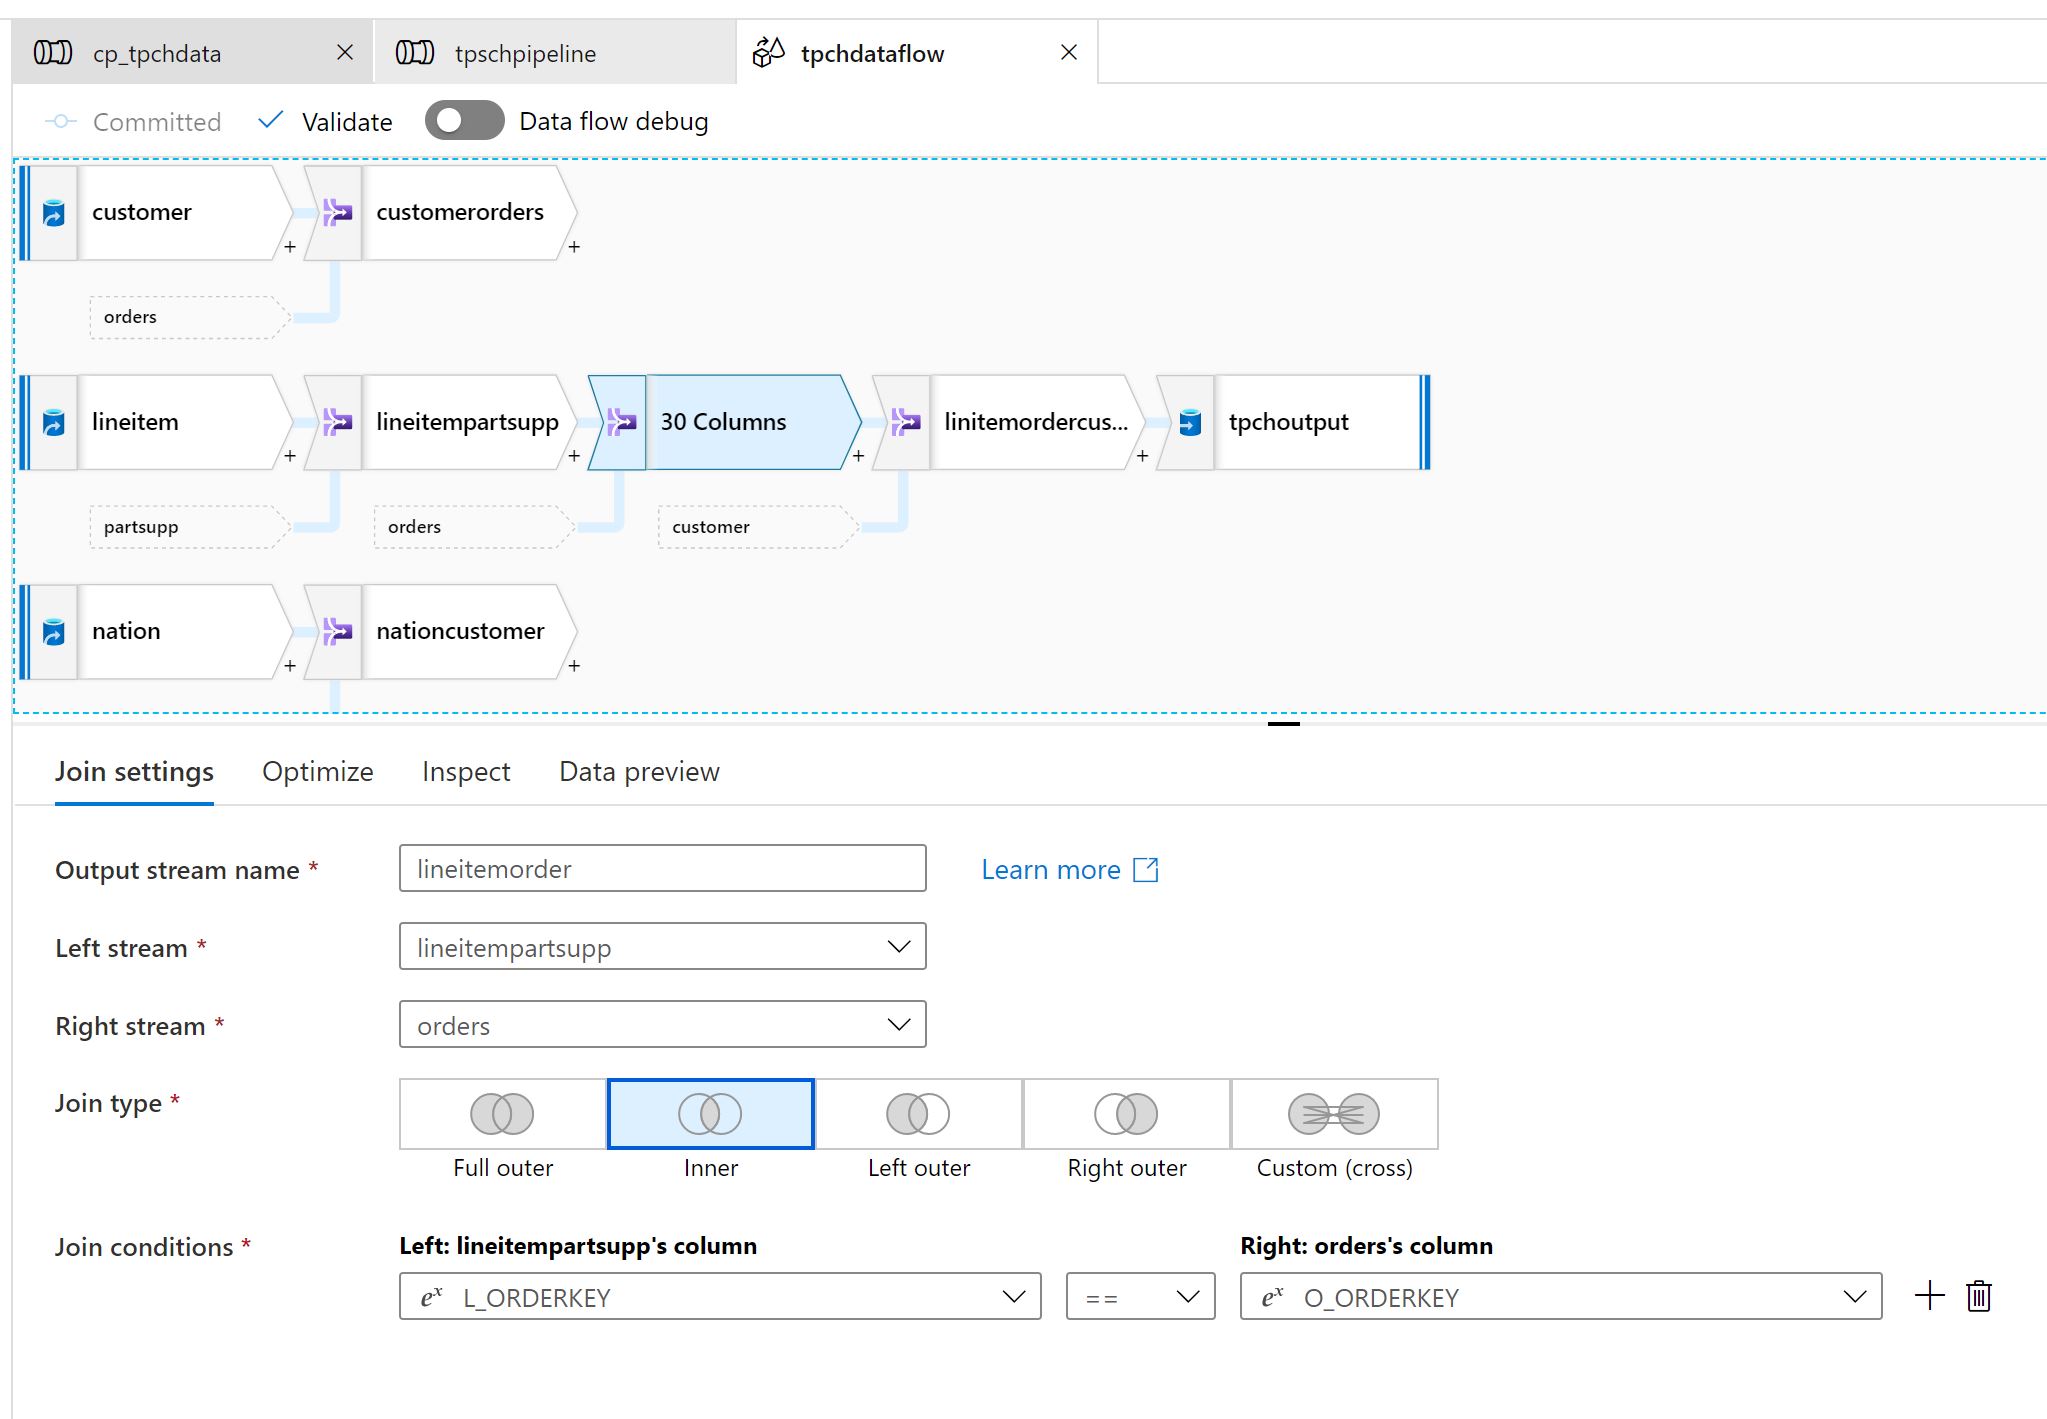 cp_tpchdata
tpschpipeline
tpchdataflow
Committed
Validate
Data flow debug
customer
+
customerorders
+
orders
lineitem
+
lineitempartsupp
+
30 Columns
+
linitemordercus...
+
tpchoutput
partsupp
orders
customer
nation
+
nationcustomer
+
Join settings
Optimize
Inspect
Data preview
Output stream name *
lineitemorder
Learn more
Left stream *
lineitempartsupp
Right stream *
orders
Join type *
Full outer
Inner
Left outer
Right outer
Custom (cross)
Join conditions *
Left: lineitempartsupp's column
Right: orders's column
eˣ L_ORDERKEY
==
eˣ O_ORDERKEY